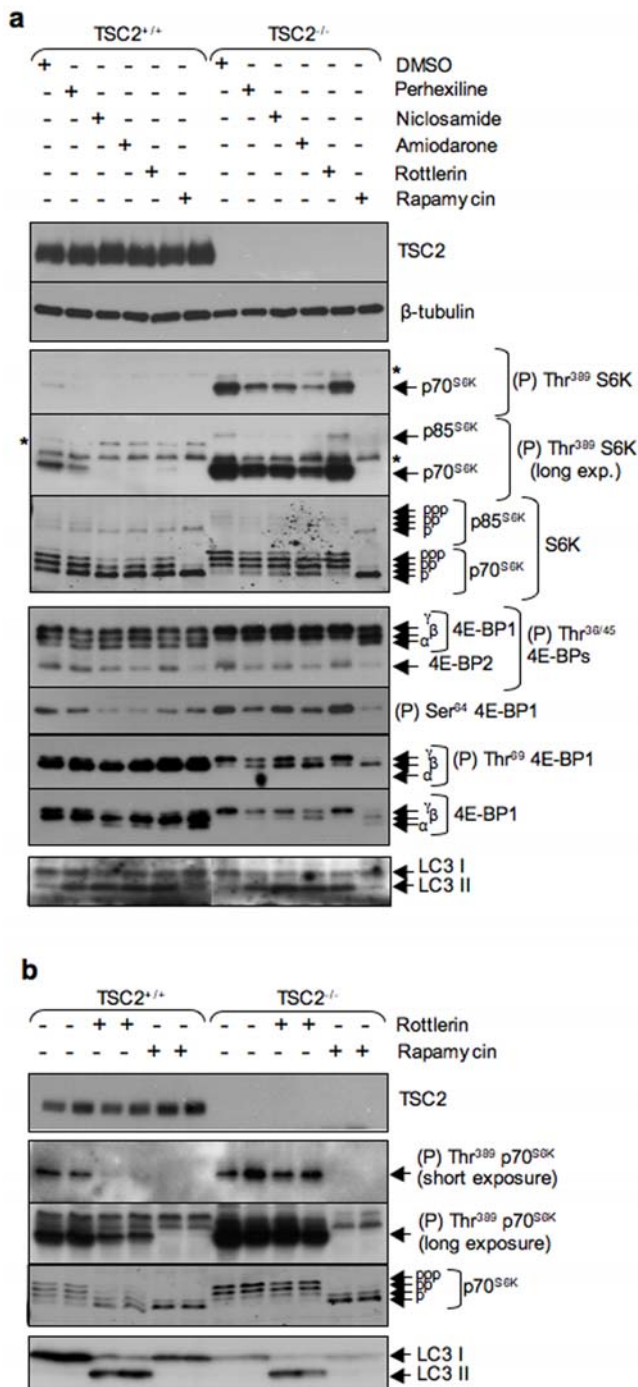 a
TSC2+/+ TSC2-/-
+ - - - - - + - - - - - DMSO
- + - - - - - + - - - - Perhexiline
- - + - - - - - + - - - Niclosamide
- - - + - - - - - + - - Amiodarone
- - - - + - - - - - + - Rottlerin
- - - - - + - - - - - + Rapamycin
TSC2
β-tubulin
*
p70S6K (P) Thr389 S6K
p85S6K
* * (P) Thr389 S6K
p70S6K (long exp.)
ppp
pp p85S6K
p
S6K
ppp
pp p70S6K
p
γ
β 4E-BP1 (P) Thr36/45
α 4E-BPs
4E-BP2
(P) Ser64 4E-BP1
γ
β (P) Thr69 4E-BP1
α
γ
β 4E-BP1
α
LC3 I
LC3 II
b
TSC2+/+ TSC2-/-
- - + + - - - - + + - - Rottlerin
- - - - + + - - - - + + Rapamycin
TSC2
(P) Thr389 p70S6K
(short exposure)
(P) Thr389 p70S6K
(long exposure)
ppp
pp p70S6K
p
LC3 I
LC3 II